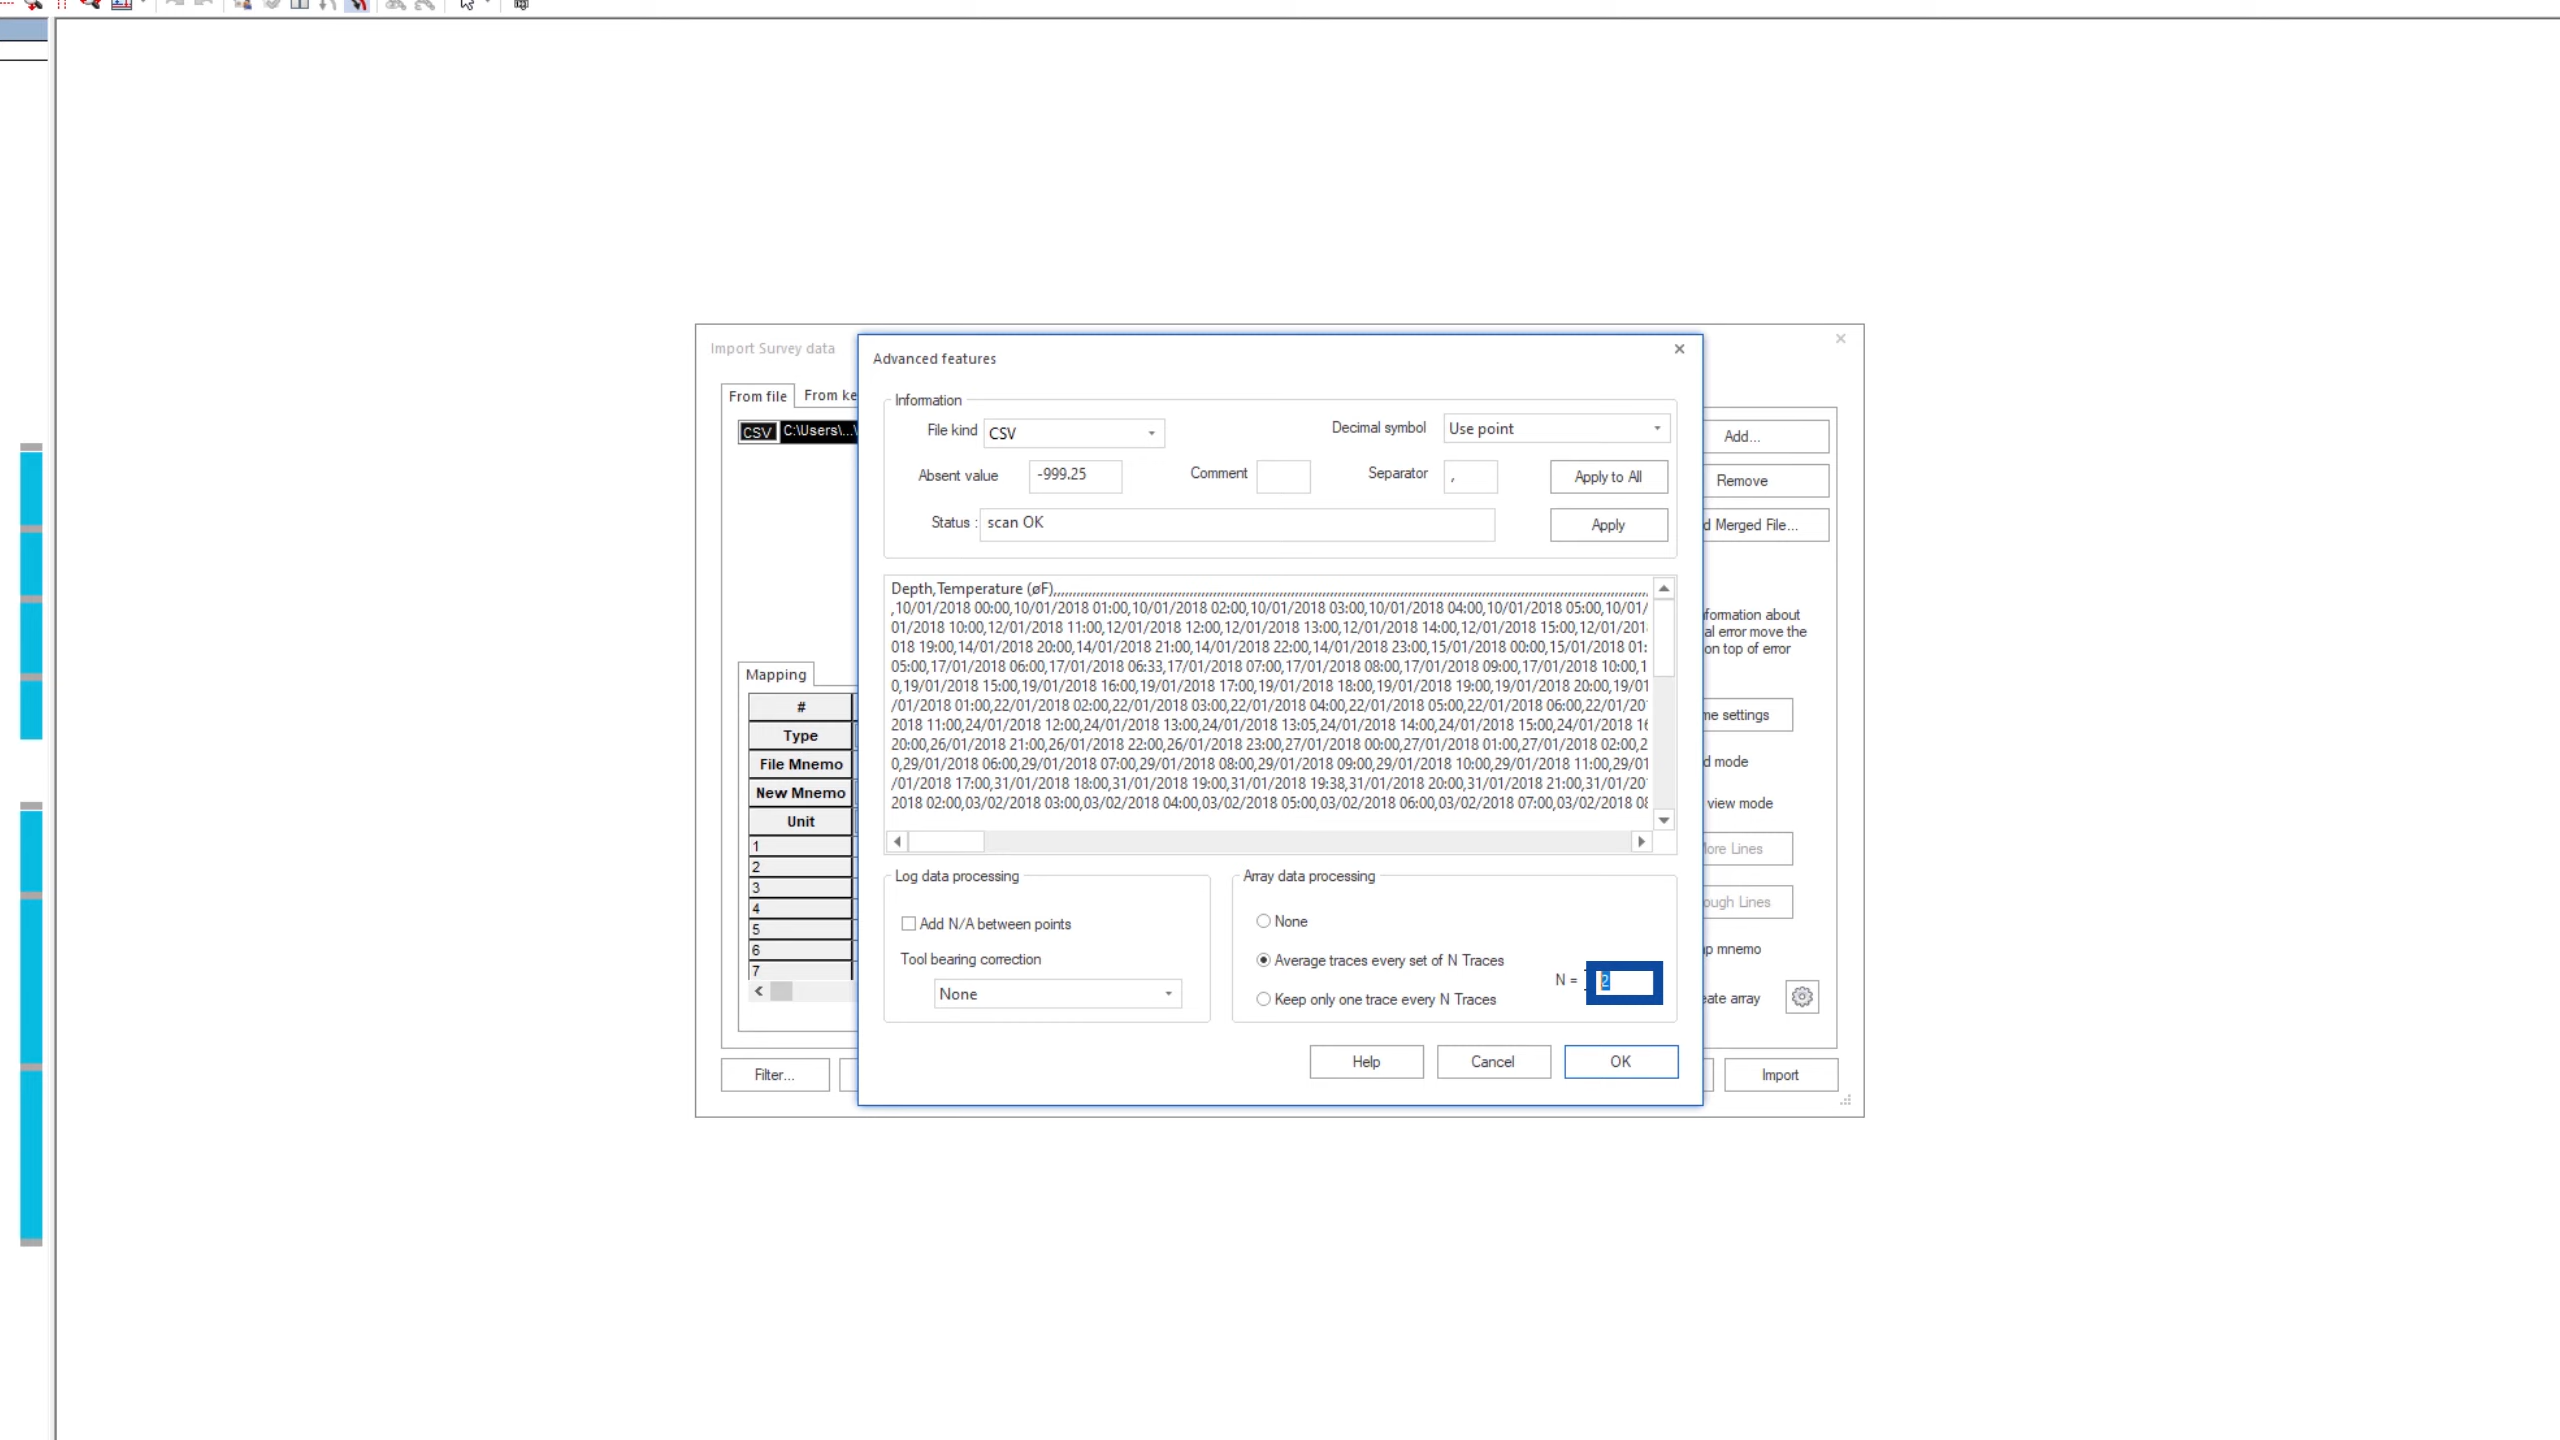 Import Survey data
Advanced features
From file
From ke
CSV
C:\Users\...\
Information
File kind
CSV
Decimal symbol
Use point
Absent value
-999.25
Comment
Separator
,
Apply to All
Status :
scan OK
Apply
Add...
Remove
d Merged File...
Depth,Temperature (øF),,,,,,,,,,,,,,,,,,,,,,,,,,,,,,,,,,,,,,,,,,,,,,,,,,,,,,,,,,,,,,,,,,,,,,,,,,,,,,,,,,,,,,,,,,,,,,,,,,,,,,,,,,,,,,,,,,,,,,,,,,,,,,
,10/01/2018 00:00,10/01/2018 01:00,10/01/2018 02:00,10/01/2018 03:00,10/01/2018 04:00,10/01/2018 05:00,10/01/
01/2018 10:00,12/01/2018 11:00,12/01/2018 12:00,12/01/2018 13:00,12/01/2018 14:00,12/01/2018 15:00,12/01/201
018 19:00,14/01/2018 20:00,14/01/2018 21:00,14/01/2018 22:00,14/01/2018 23:00,15/01/2018 00:00,15/01/2018 01:
05:00,17/01/2018 06:00,17/01/2018 06:33,17/01/2018 07:00,17/01/2018 08:00,17/01/2018 09:00,17/01/2018 10:00,1
0,19/01/2018 15:00,19/01/2018 16:00,19/01/2018 17:00,19/01/2018 18:00,19/01/2018 19:00,19/01/2018 20:00,19/01
/01/2018 01:00,22/01/2018 02:00,22/01/2018 03:00,22/01/2018 04:00,22/01/2018 05:00,22/01/2018 06:00,22/01/20
2018 11:00,24/01/2018 12:00,24/01/2018 13:00,24/01/2018 13:05,24/01/2018 14:00,24/01/2018 15:00,24/01/2018 16
20:00,26/01/2018 21:00,26/01/2018 22:00,26/01/2018 23:00,27/01/2018 00:00,27/01/2018 01:00,27/01/2018 02:00,2
0,29/01/2018 06:00,29/01/2018 07:00,29/01/2018 08:00,29/01/2018 09:00,29/01/2018 10:00,29/01/2018 11:00,29/01
/01/2018 17:00,31/01/2018 18:00,31/01/2018 19:00,31/01/2018 19:38,31/01/2018 20:00,31/01/2018 21:00,31/01/20
2018 02:00,03/02/2018 03:00,03/02/2018 04:00,03/02/2018 05:00,03/02/2018 06:00,03/02/2018 07:00,03/02/2018 08
formation about
al error move the
on top of error
Mapping
#
Type
File Mnemo
New Mnemo
Unit
1
2
3
4
5
6
7
me settings
d mode
view mode
ore Lines
ough Lines
p mnemo
eate array
Log data processing
Add N/A between points
Tool bearing correction
None
Array data processing
None
Average traces every set of N Traces
N =
2
Keep only one trace every N Traces
Help
Cancel
OK
Filter...
Import